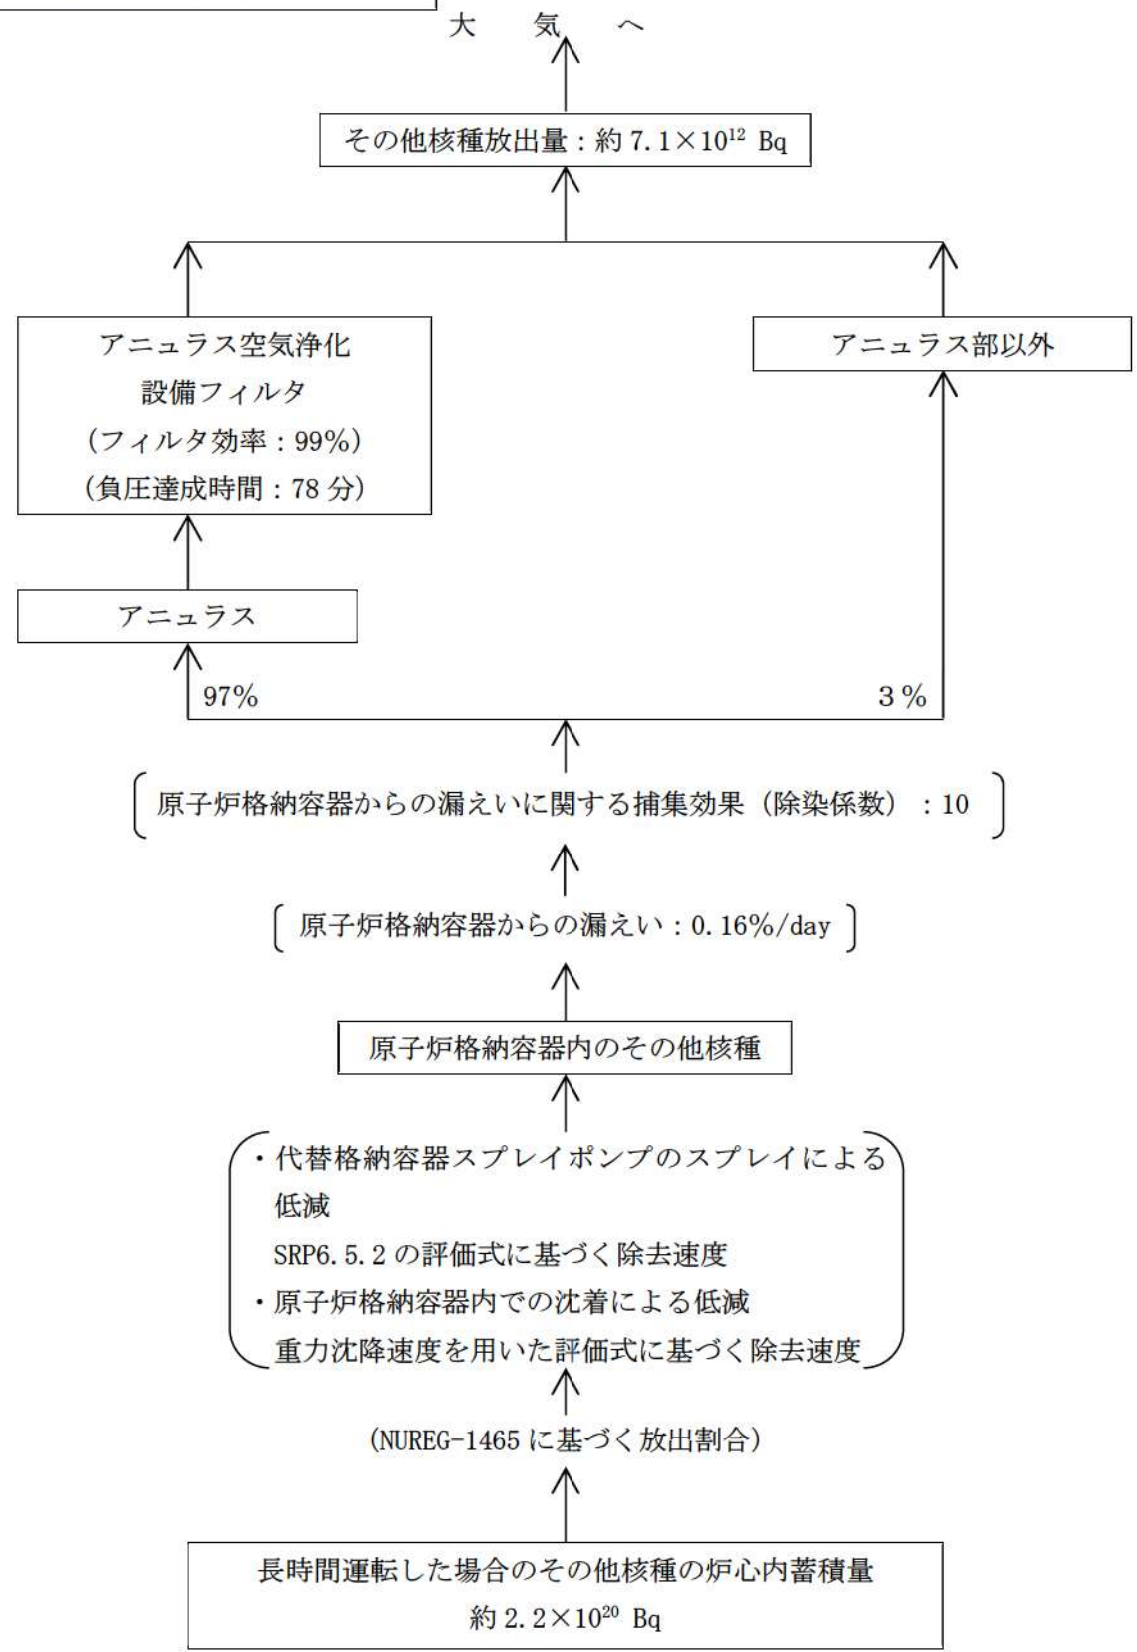 大 気 へ
その他核種放出量：約 7.1×10¹² Bq
アニュラス空気浄化
設備フィルタ
(フィルタ効率：99%)
(負圧達成時間：78 分)
アニュラス部以外
アニュラス
97%
3%
原子炉格納容器からの漏えいに関する捕集効果（除染係数）：10
原子炉格納容器からの漏えい：0.16%/day
原子炉格納容器内のその他核種
・代替格納容器スプレイポンプのスプレイによる
低減
SRP6.5.2 の評価式に基づく除去速度
・原子炉格納容器内での沈着による低減
重力沈降速度を用いた評価式に基づく除去速度
(NUREG-1465 に基づく放出割合)
長時間運転した場合のその他核種の炉心内蓄積量
約 2.2×10²⁰ Bq